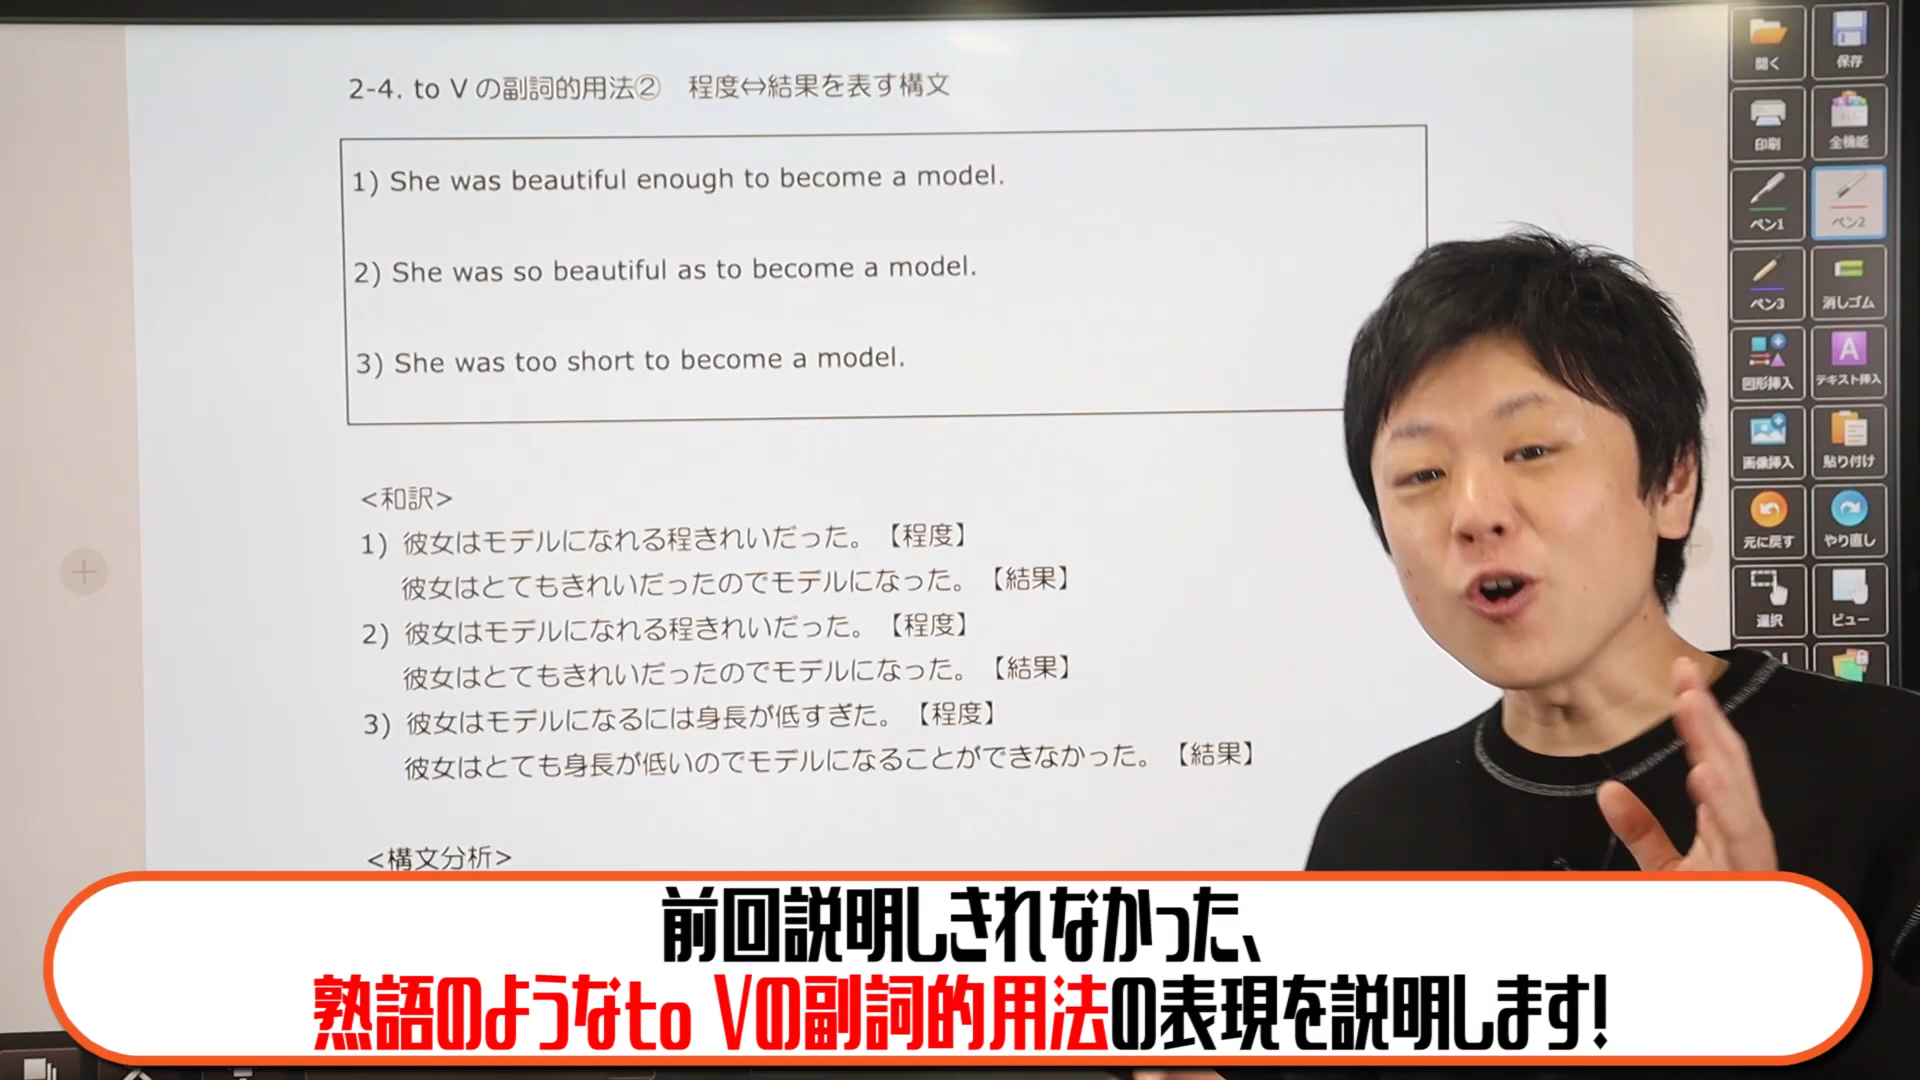 2-4. to V の副詞的用法②　程度⇔結果を表す構文
1) She was beautiful enough to become a model.
2) She was so beautiful as to become a model.
3) She was too short to become a model.
<和訳>
1) 彼女はモデルになれる程きれいだった。【程度】
彼女はとてもきれいだったのでモデルになった。【結果】
2) 彼女はモデルになれる程きれいだった。【程度】
彼女はとてもきれいだったのでモデルになった。【結果】
3) 彼女はモデルになるには身長が低すぎた。【程度】
彼女はとても身長が低いのでモデルになることができなかった。【結果】
<構文分析>
開く 保存
印刷 全機能
ペン1 ペン2
ペン3 消しゴム
図形挿入 テキスト挿入
画像挿入 貼り付け
元に戻す やり直し
選択 ビュー
前回説明しきれなかった、
熟語のようなto Vの副詞的用法の表現を説明します!